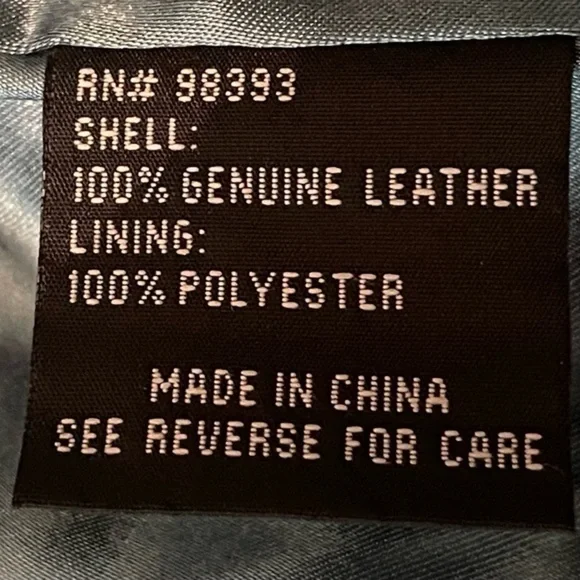 RN# 98393
SHELL:
100% GENUINE LEATHER
LINING:
100% POLYESTER
MADE IN CHINA
SEE REVERSE FOR CARE